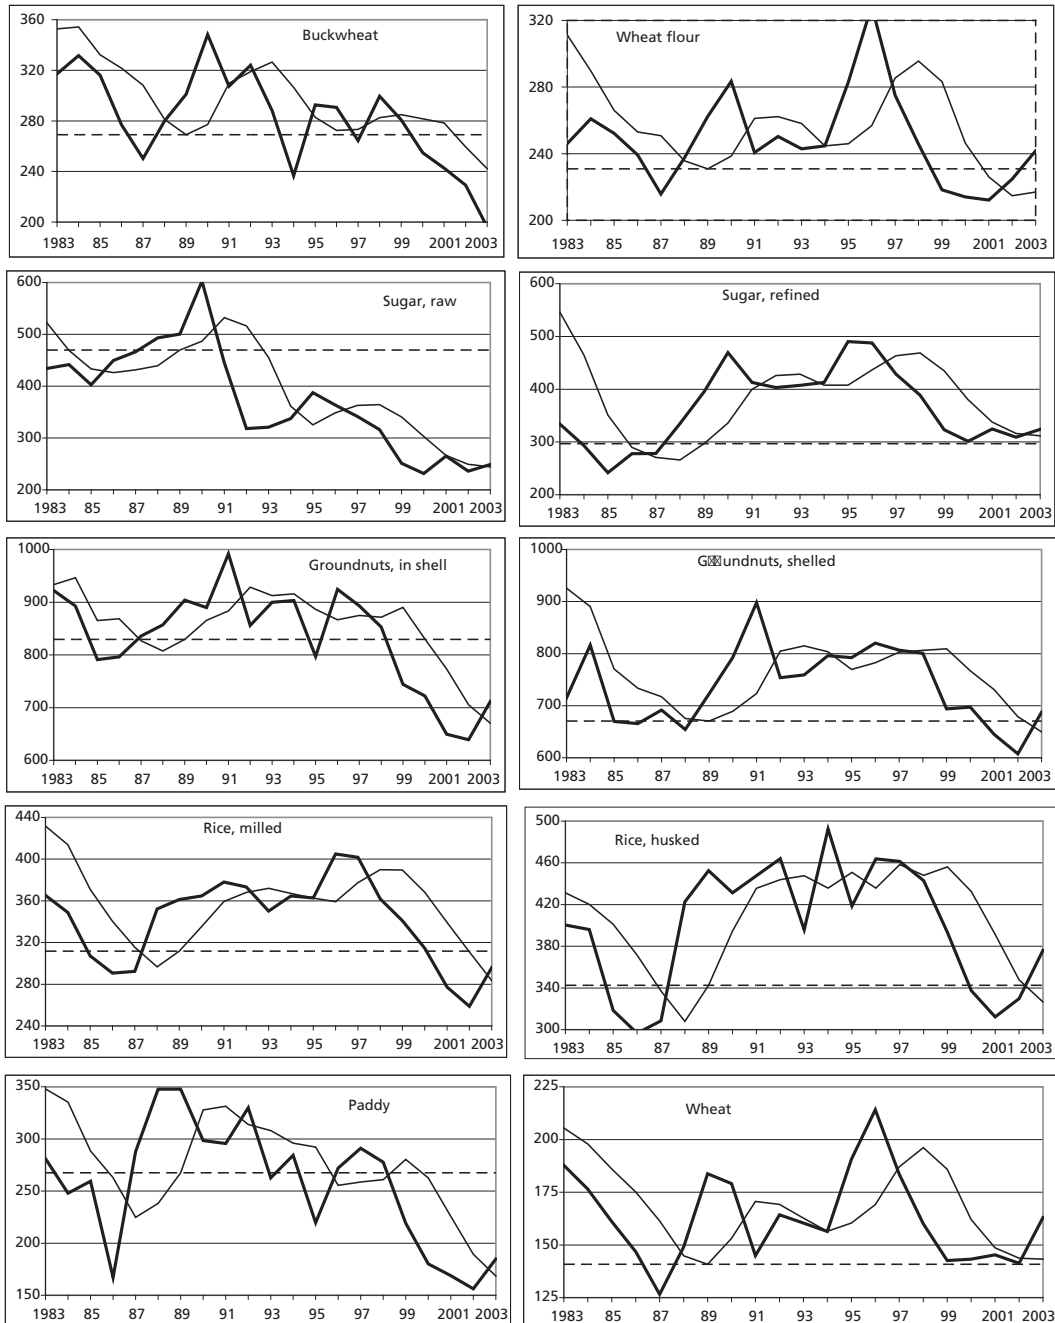 Buckwheat
360
320
280
240
200
1983 85 87 89 91 93 95 97 99 2001 2003
Wheat flour
320
280
240
200
1983 85 87 89 91 93 95 97 99 2001 2003
Sugar, raw
600
500
400
300
200
1983 85 87 89 91 93 95 97 99 2001 2003
Sugar, refined
600
500
400
300
200
1983 85 87 89 91 93 95 97 99 2001 2003
Groundnuts, in shell
1000
900
800
700
600
1983 85 87 89 91 93 95 97 99 2001 2003
G☒☒undnuts, shelled
1000
900
800
700
600
1983 85 87 89 91 93 95 97 99 2001 2003
Rice, milled
440
400
360
320
280
240
1983 85 87 89 91 93 95 97 99 2001 2003
Rice, husked
500
460
420
380
340
300
1983 85 87 89 91 93 95 97 99 2001 2003
Paddy
350
300
250
200
150
1983 85 87 89 91 93 95 97 99 2001 2003
Wheat
225
200
175
150
125
1983 85 87 89 91 93 95 97 99 2001 2003